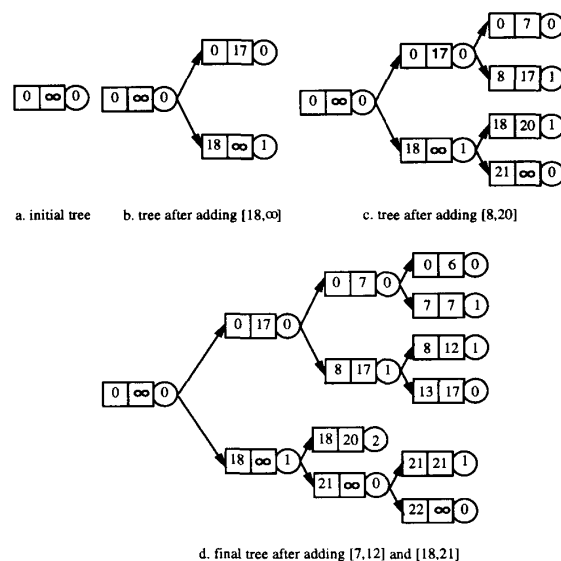 0 ∞ 0
0 ∞ 0
0 17 0
18 ∞ 1
0 ∞ 0
0 17 0
18 ∞ 1
0 7 0
8 17 1
18 20 1
21 ∞ 0
a. initial tree
b. tree after adding [18,∞]
c. tree after adding [8,20]
0 ∞ 0
0 17 0
18 ∞ 1
0 7 0
8 17 1
18 20 2
21 ∞ 0
0 6 0
7 7 1
8 12 1
13 17 0
21 21 1
22 ∞ 0
d. final tree after adding [7,12] and [18,21]